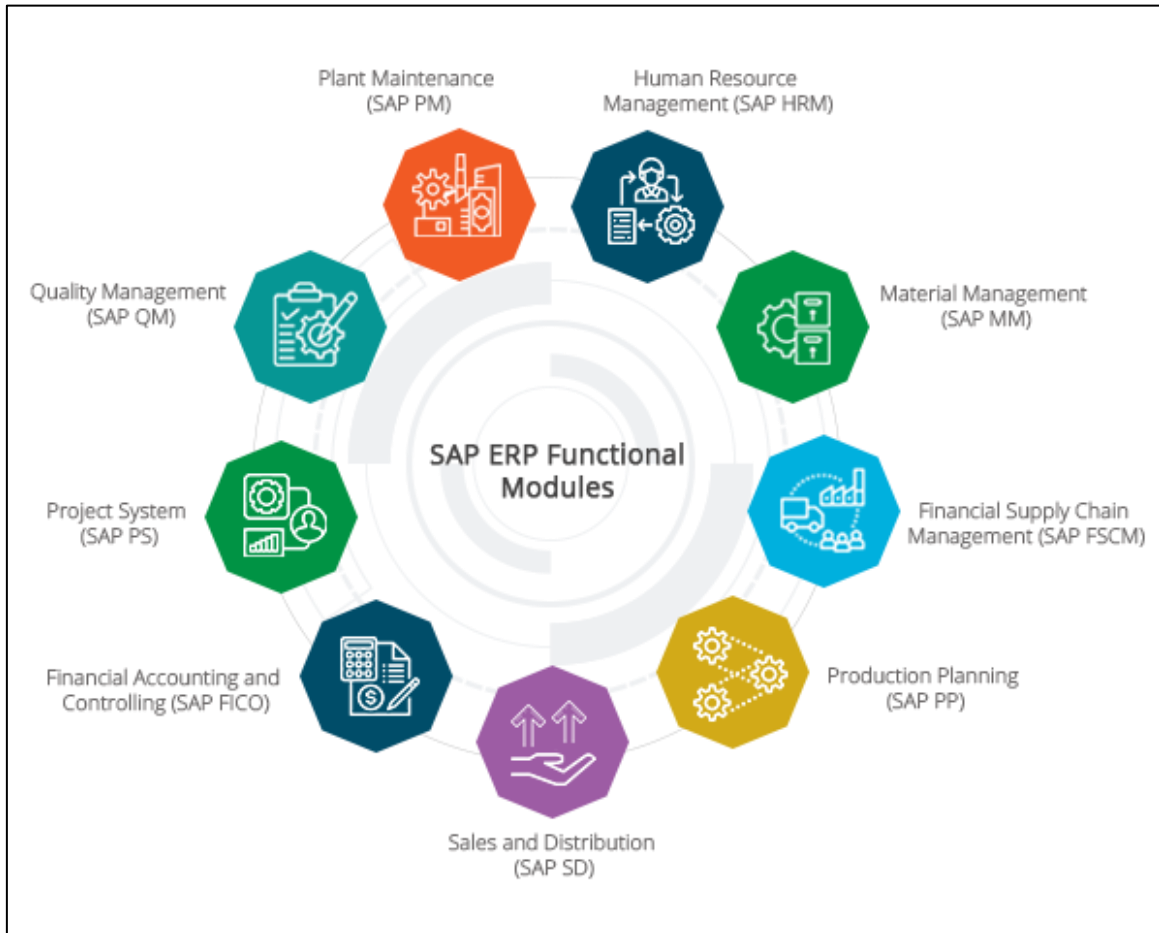 Plant Maintenance
(SAP PM)
Human Resource
Management (SAP HRM)
Quality Management
(SAP QM)
Material Management
(SAP MM)
SAP ERP Functional
Modules
Project System
(SAP PS)
Financial Supply Chain
Management (SAP FSCM)
Financial Accounting and
Controlling (SAP FICO)
Production Planning
(SAP PP)
Sales and Distribution
(SAP SD)